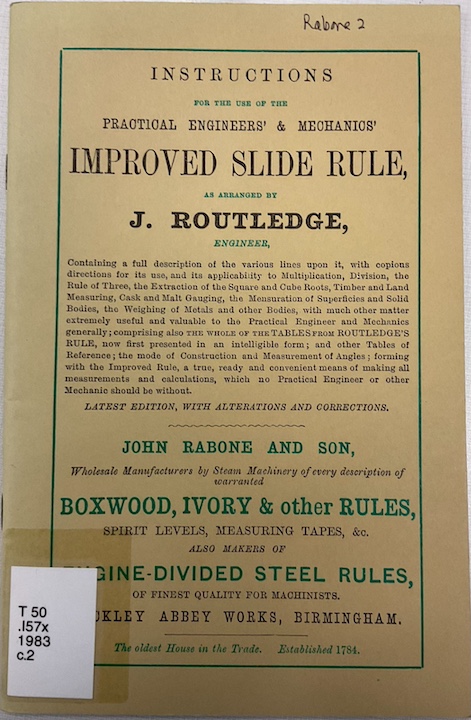 Rabone 2
INSTRUCTIONS
FOR THE USE OF THE
PRACTICAL ENGINEERS' & MECHANICS'
IMPROVED SLIDE RULE,
AS ARRANGED BY
J. ROUTLEDGE,
ENGINEER,
Containing a full description of the various lines upon it, with copious
directions for its use, and its applicability to Multiplication, Division, the
Rule of Three, the Extraction of the Square and Cube Roots, Timber and Land
Measuring, Cask and Malt Gauging, the Mensuration of Superficies and Solid
Bodies, the Weighing of Metals and other Bodies, with much other matter
extremely useful and valuable to the Practical Engineer and Mechanics
generally; comprising also THE WHOLE OF THE TABLES FROM ROUTLEDGE'S
RULE, now first presented in an intelligible form; and other Tables of
Reference; the mode of Construction and Measurement of Angles; forming
with the Improved Rule, a true, ready and convenient means of making all
measurements and calculations, which no Practical Engineer or other
Mechanic should be without.
LATEST EDITION, WITH ALTERATIONS AND CORRECTIONS.
JOHN RABONE AND SON,
Wholesale Manufacturers by Steam Machinery of every description of
warranted
BOXWOOD, IVORY & other RULES,
SPIRIT LEVELS, MEASURING TAPES, &c.
ALSO MAKERS OF
NGINE-DIVIDED STEEL RULES,
OF FINEST QUALITY FOR MACHINISTS.
CKLEY ABBEY WORKS, BIRMINGHAM.
The oldest House in the Trade. Established 1784.
T 50
.I57x
1983
c.2